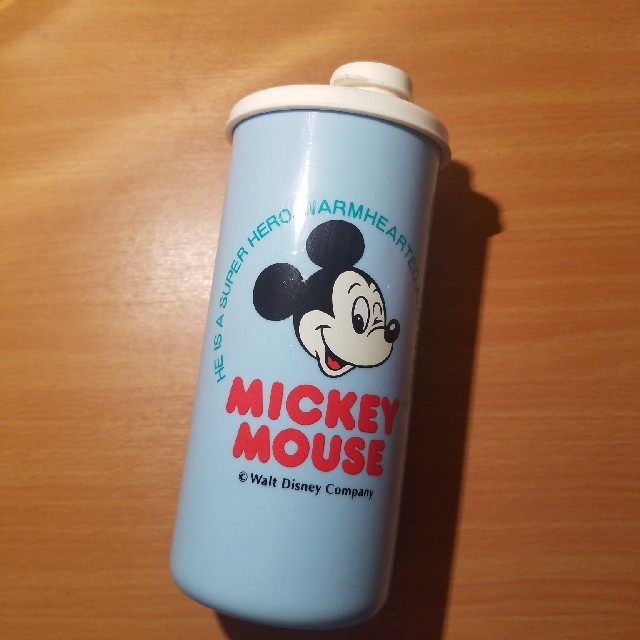 HE IS A SUPER HERO, WARMHEARTED
MICKEY
MOUSE
© Walt Disney Company